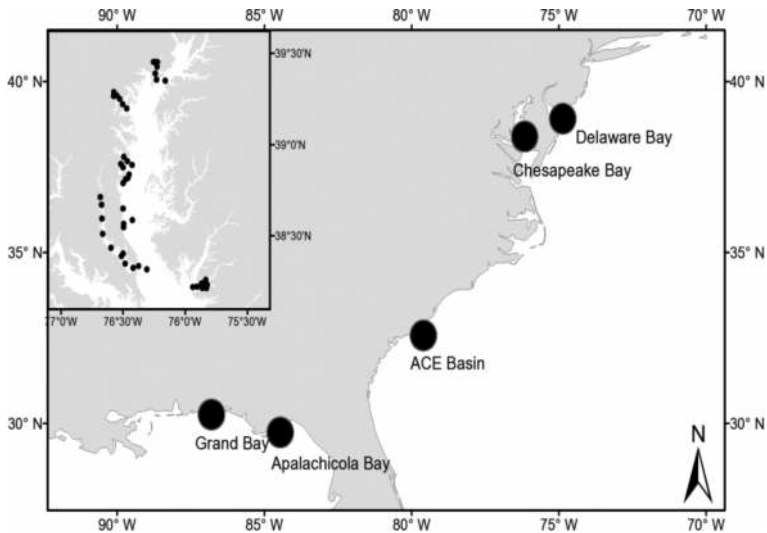 90° W 85° W 80° W 75° W 70° W
39°30'N
40° N
40° N
39°0'N
Delaware Bay
Chesapeake Bay
38°30'N
35° N
35° N
77°0'W 76°30'W 76°0'W 75°30'W
ACE Basin
30° N
30° N
Grand Bay
N
Apalachicola Bay
90° W 85° W 80° W 75° W 70° W